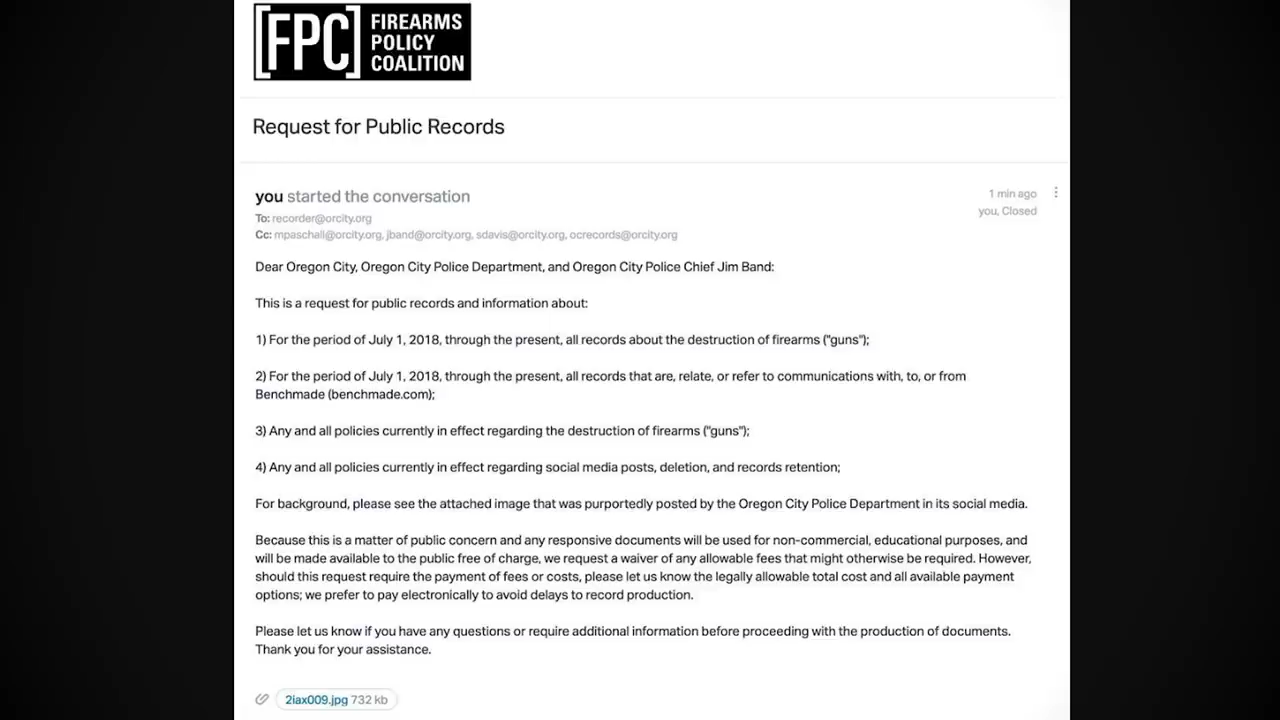 [FPC] FIREARMS
POLICY
COALITION
Request for Public Records
you started the conversation
1 min ago
To: recorder@orcity.org
you, Closed
Cc: mpaschall@orcity.org, jband@orcity.org, sdavis@orcity.org, ocrecords@orcity.org
Dear Oregon City, Oregon City Police Department, and Oregon City Police Chief Jim Band:
This is a request for public records and information about:
1) For the period of July 1, 2018, through the present, all records about the destruction of firearms ("guns");
2) For the period of July 1, 2018, through the present, all records that are, relate, or refer to communications with, to, or from
Benchmade (benchmade.com);
3) Any and all policies currently in effect regarding the destruction of firearms ("guns");
4) Any and all policies currently in effect regarding social media posts, deletion, and records retention;
For background, please see the attached image that was purportedly posted by the Oregon City Police Department in its social media.
Because this is a matter of public concern and any responsive documents will be used for non-commercial, educational purposes, and
will be made available to the public free of charge, we request a waiver of any allowable fees that might otherwise be required. However,
should this request require the payment of fees or costs, please let us know the legally allowable total cost and all available payment
options; we prefer to pay electronically to avoid delays to record production.
Please let us know if you have any questions or require additional information before proceeding with the production of documents.
Thank you for your assistance.
2iax009.jpg 732 kb